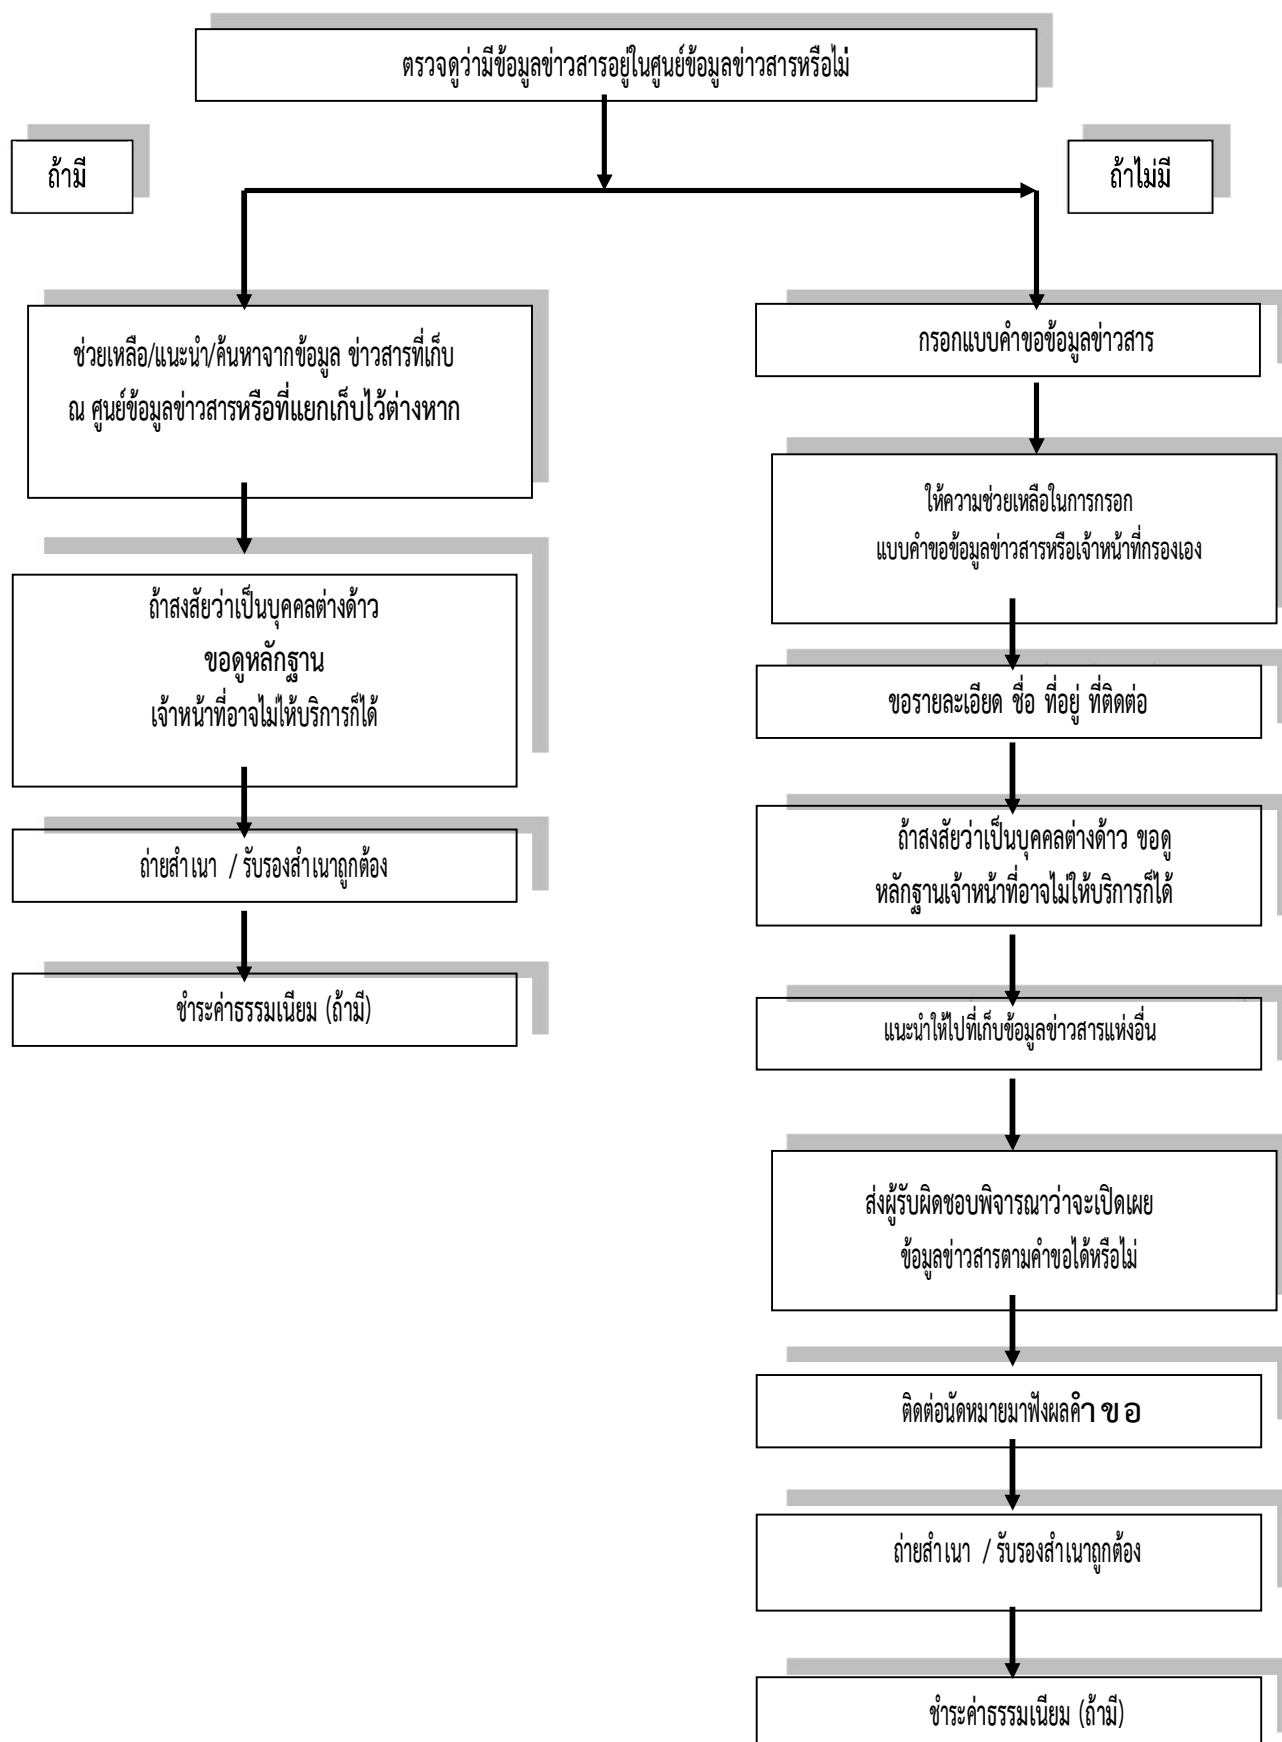 ตรวจดูว่ามีข้อมูลข่าวสารอยู่ในศูนย์ข้อมูลข่าวสารหรือไม่
ถ้ามี
ถ้าไม่มี
ช่วยเหลือ/แนะนำ/ค้นหาจากข้อมูล ข่าวสารที่เก็บ
ณ ศูนย์ข้อมูลข่าวสารหรือที่แยกเก็บไว้ต่างหาก
ถ้าสงสัยว่าเป็นบุคคลต่างด้าว
ขอดูหลักฐาน
เจ้าหน้าที่อาจไม่ให้บริการก็ได้
ถ่ายสำเนา / รับรองสำเนาถูกต้อง
ชำระค่าธรรมเนียม (ถ้ามี)
กรอกแบบคำขอข้อมูลข่าวสาร
ให้ความช่วยเหลือในการกรอก
แบบคำขอข้อมูลข่าวสารหรือเจ้าหน้าที่กรองเอง
ขอรายละเอียด ชื่อ ที่อยู่ ที่ติดต่อ
ถ้าสงสัยว่าเป็นบุคคลต่างด้าว ขอดู
หลักฐานเจ้าหน้าที่อาจไม่ให้บริการก็ได้
แนะนำให้ไปที่เก็บข้อมูลข่าวสารแห่งอื่น
ส่งผู้รับผิดชอบพิจารณาว่าจะเปิดเผย
ข้อมูลข่าวสารตามคำขอได้หรือไม่
ติดต่อนัดหมายมาฟังผลคำขอ
ถ่ายสำเนา / รับรองสำเนาถูกต้อง
ชำระค่าธรรมเนียม (ถ้ามี)